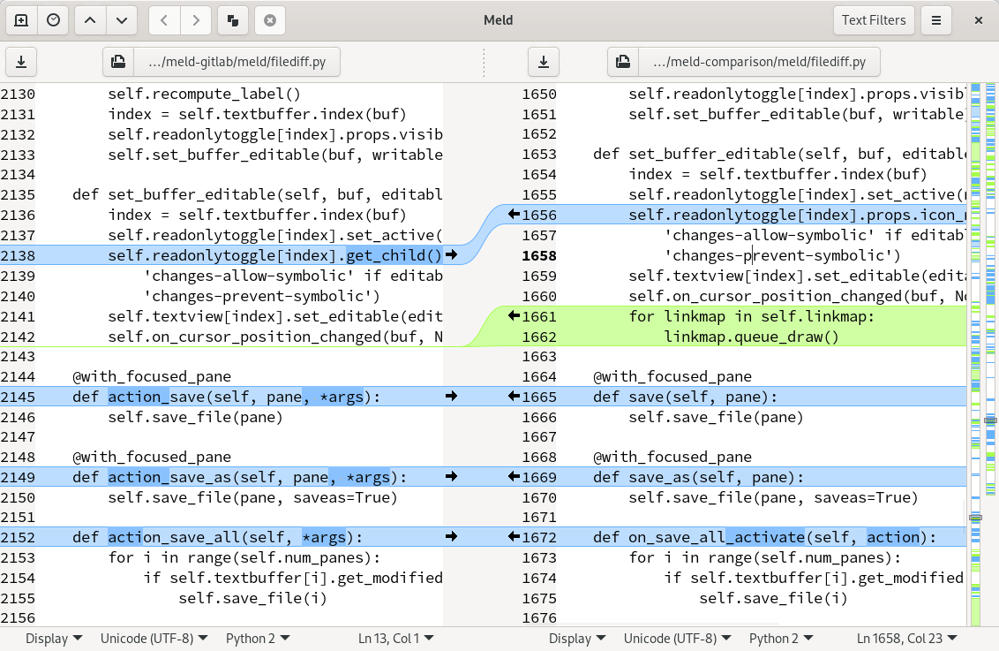 Meld
Text Filters
.../meld-gitlab/meld/filediff.py
.../meld-comparison/meld/filediff.py
2130 self.recompute_label()
2131 index = self.textbuffer.index(buf)
2132 self.readonlytoggle[index].props.visib
2133 self.set_buffer_editable(buf, writable
2134
2135 def set_buffer_editable(self, buf, editabl
2136 index = self.textbuffer.index(buf)
2137 self.readonlytoggle[index].set_active(
2138 self.readonlytoggle[index].get_child()
2139 'changes-allow-symbolic' if editab
2140 'changes-prevent-symbolic')
2141 self.textview[index].set_editable(edit
2142 self.on_cursor_position_changed(buf, N
2143
2144 @with_focused_pane
2145 def action_save(self, pane, *args):
2146 self.save_file(pane)
2147
2148 @with_focused_pane
2149 def action_save_as(self, pane, *args):
2150 self.save_file(pane, saveas=True)
2151
2152 def action_save_all(self, *args):
2153 for i in range(self.num_panes):
2154 if self.textbuffer[i].get_modified
2155 self.save_file(i)
2156
1650 self.readonlytoggle[index].props.visib
1651 self.set_buffer_editable(buf, writable
1652
1653 def set_buffer_editable(self, buf, editable
1654 index = self.textbuffer.index(buf)
1655 self.readonlytoggle[index].set_active(
1656 self.readonlytoggle[index].props.icon_n
1657 'changes-allow-symbolic' if editab
1658 'changes-prevent-symbolic')
1659 self.textview[index].set_editable(edita
1660 self.on_cursor_position_changed(buf, No
1661 for linkmap in self.linkmap:
1662 linkmap.queue_draw()
1663
1664 @with_focused_pane
1665 def save(self, pane):
1666 self.save_file(pane)
1667
1668 @with_focused_pane
1669 def save_as(self, pane):
1670 self.save_file(pane, saveas=True)
1671
1672 def on_save_all_activate(self, action):
1673 for i in range(self.num_panes):
1674 if self.textbuffer[i].get_modified
1675 self.save_file(i)
1676
Display Unicode (UTF-8) Python 2 Ln 13, Col 1
Display Unicode (UTF-8) Python 2 Ln 1658, Col 23